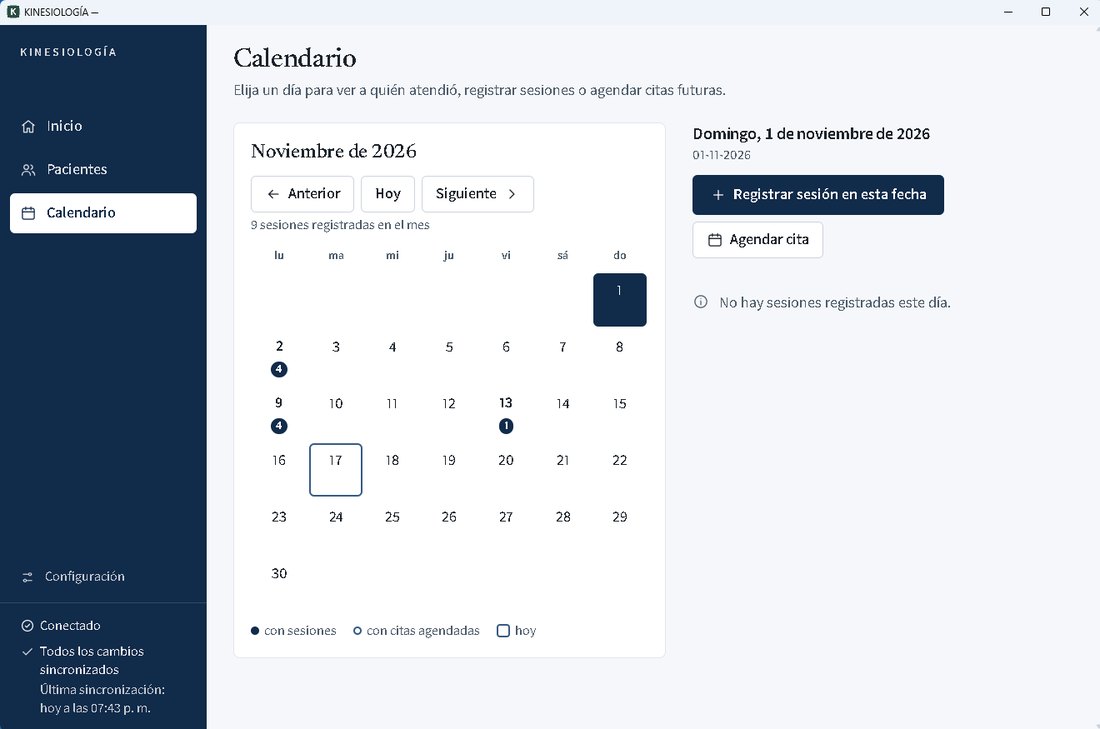 K KINESIOLOGÍA —
KINESIOLOGÍA
Inicio
Pacientes
Calendario
Configuración
Conectado
Todos los cambios
sincronizados
Última sincronización:
hoy a las 07:43 p. m.
Calendario
Elija un día para ver a quién atendió, registrar sesiones o agendar citas futuras.
Noviembre de 2026
Anterior Hoy Siguiente
9 sesiones registradas en el mes
lu ma mi ju vi sá do
1
2 3 4 5 6 7 8
4
9 10 11 12 13 14 15
4 1
16 17 18 19 20 21 22
23 24 25 26 27 28 29
30
con sesiones con citas agendadas hoy
Domingo, 1 de noviembre de 2026
01-11-2026
Registrar sesión en esta fecha
Agendar cita
No hay sesiones registradas este día.